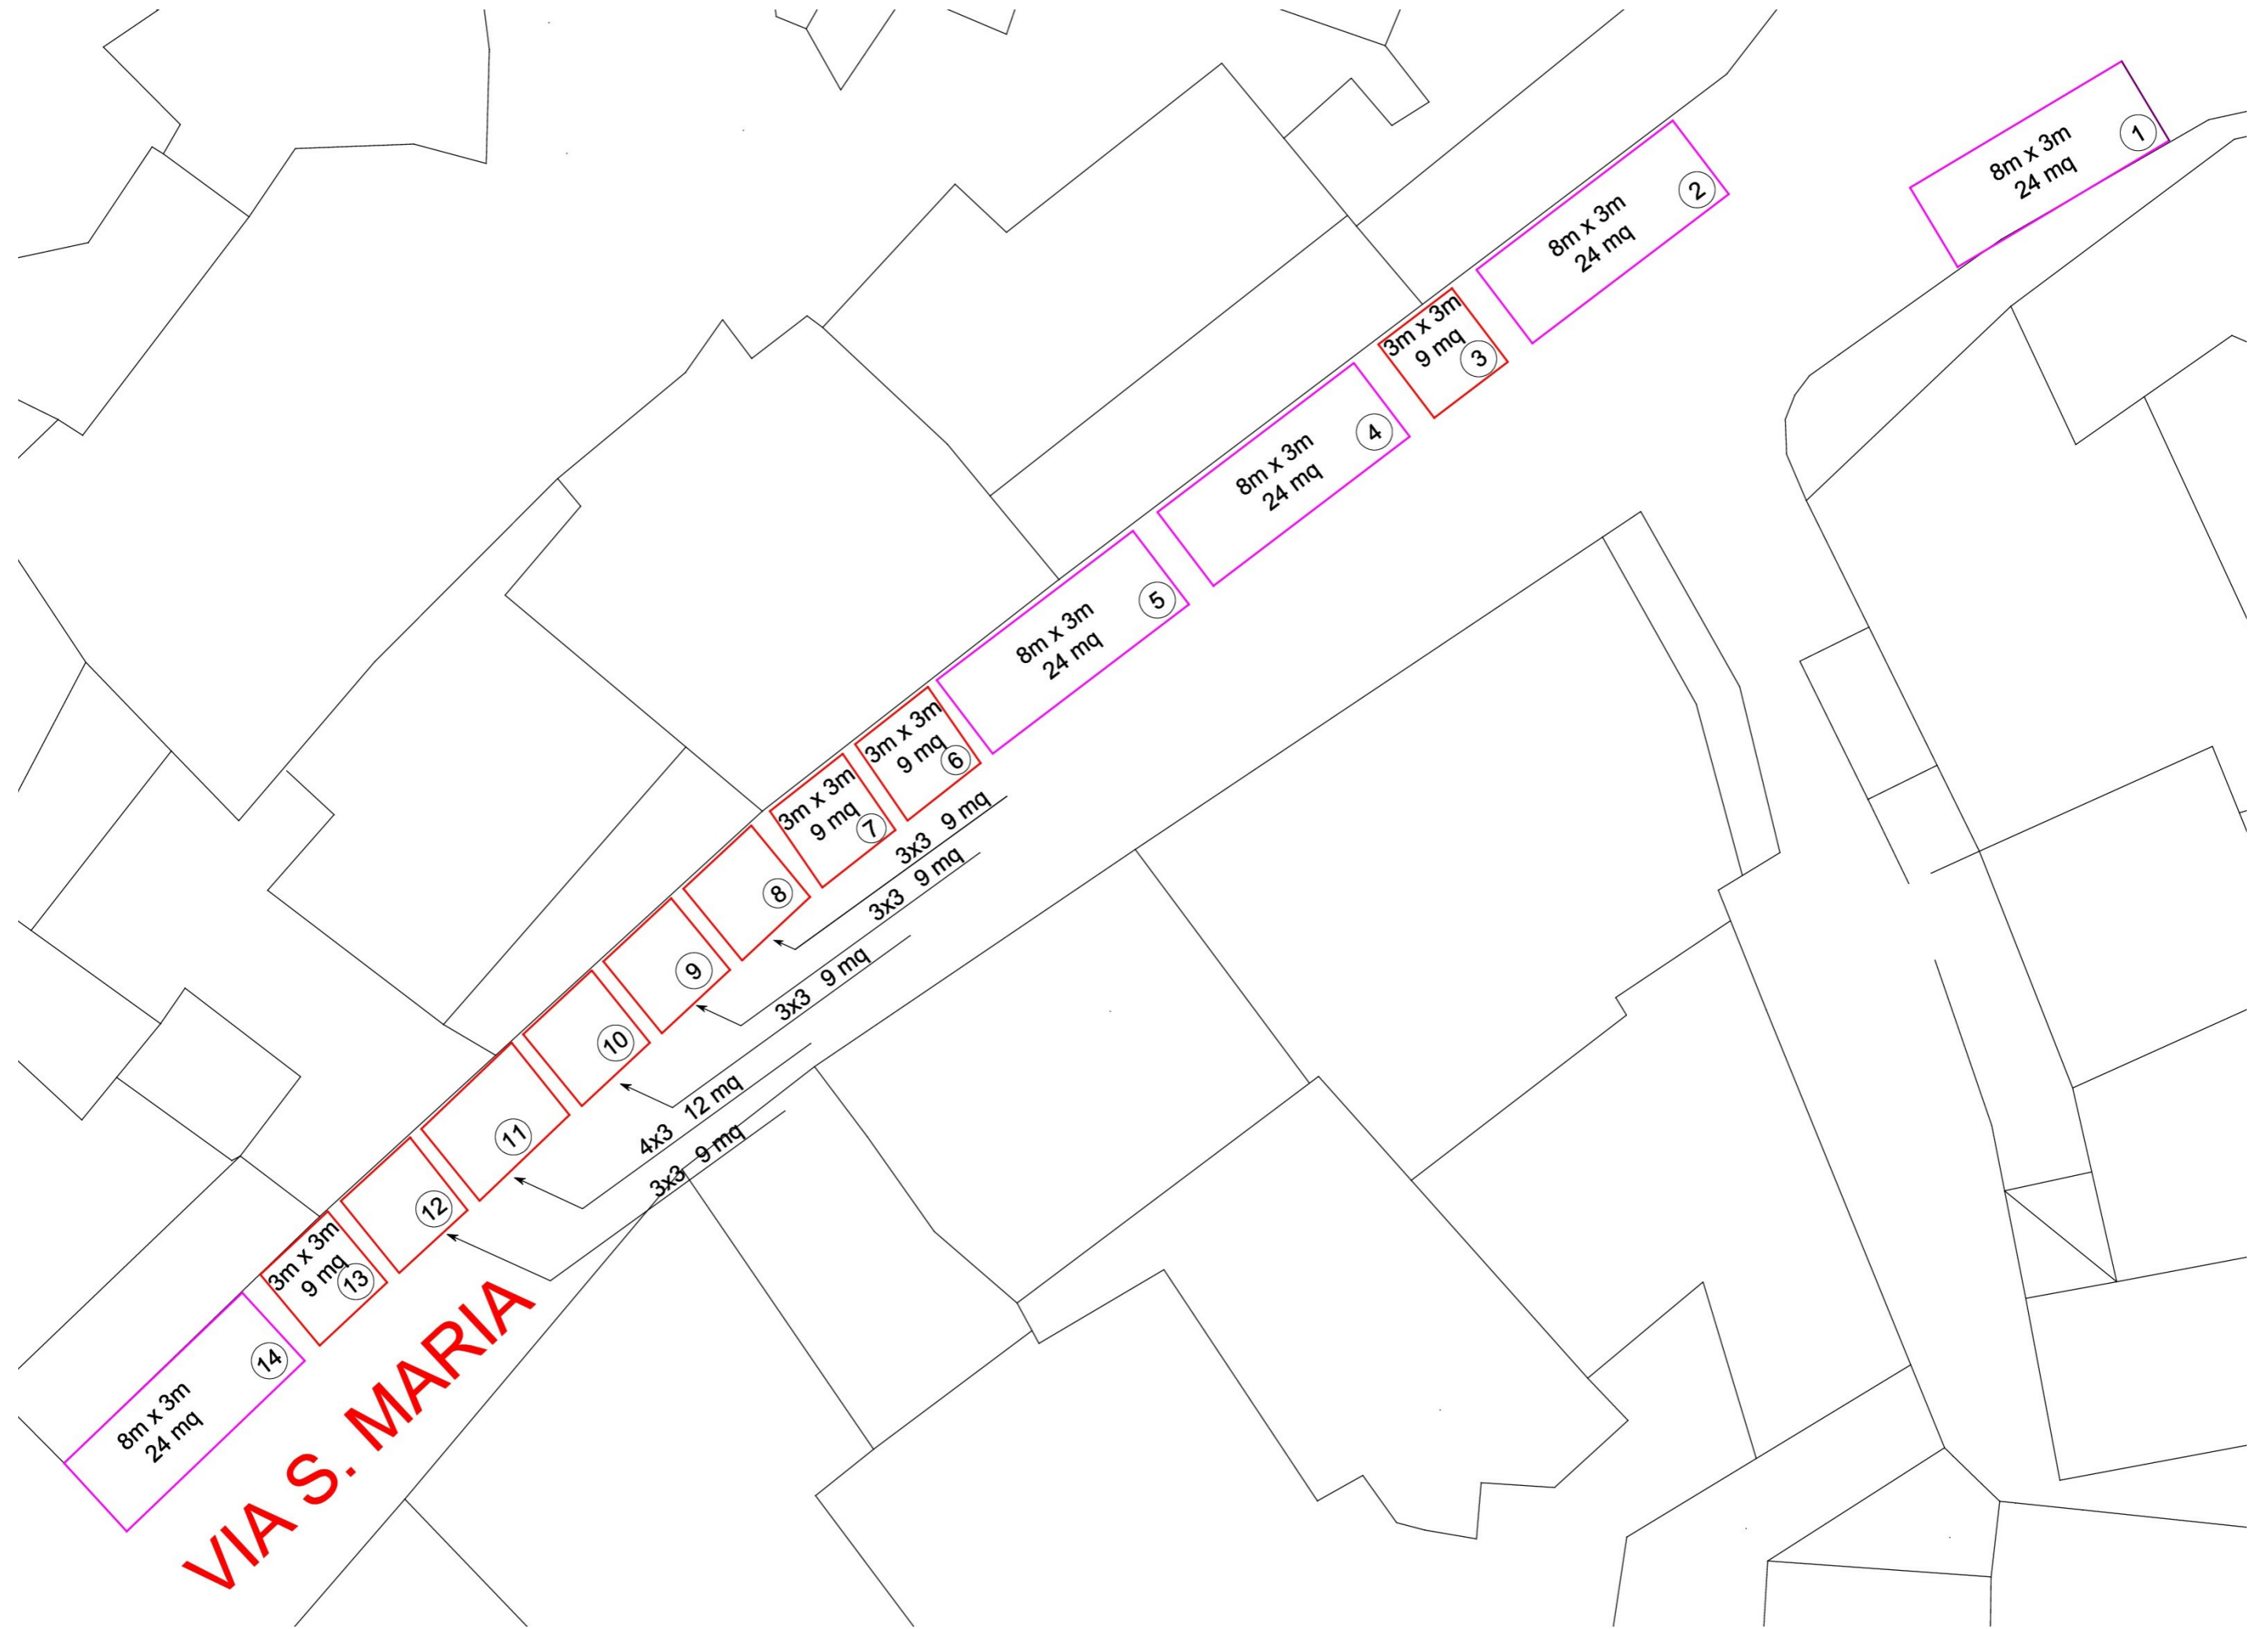 8m x 3m
24 mq
1
8m x 3m
24 mq
2
3m x 3m
9 mq
3
8m x 3m
24 mq
4
8m x 3m
24 mq
5
3m x 3m
9 mq
6
3m x 3m
9 mq
7
8
3x3 9 mq
9
3x3 9 mq
10
3x3 9 mq
11
4x3 12 mq
12
3x3 9 mq
3m x 3m
9 mq
13
8m x 3m
24 mq
14
VIA S. MARIA